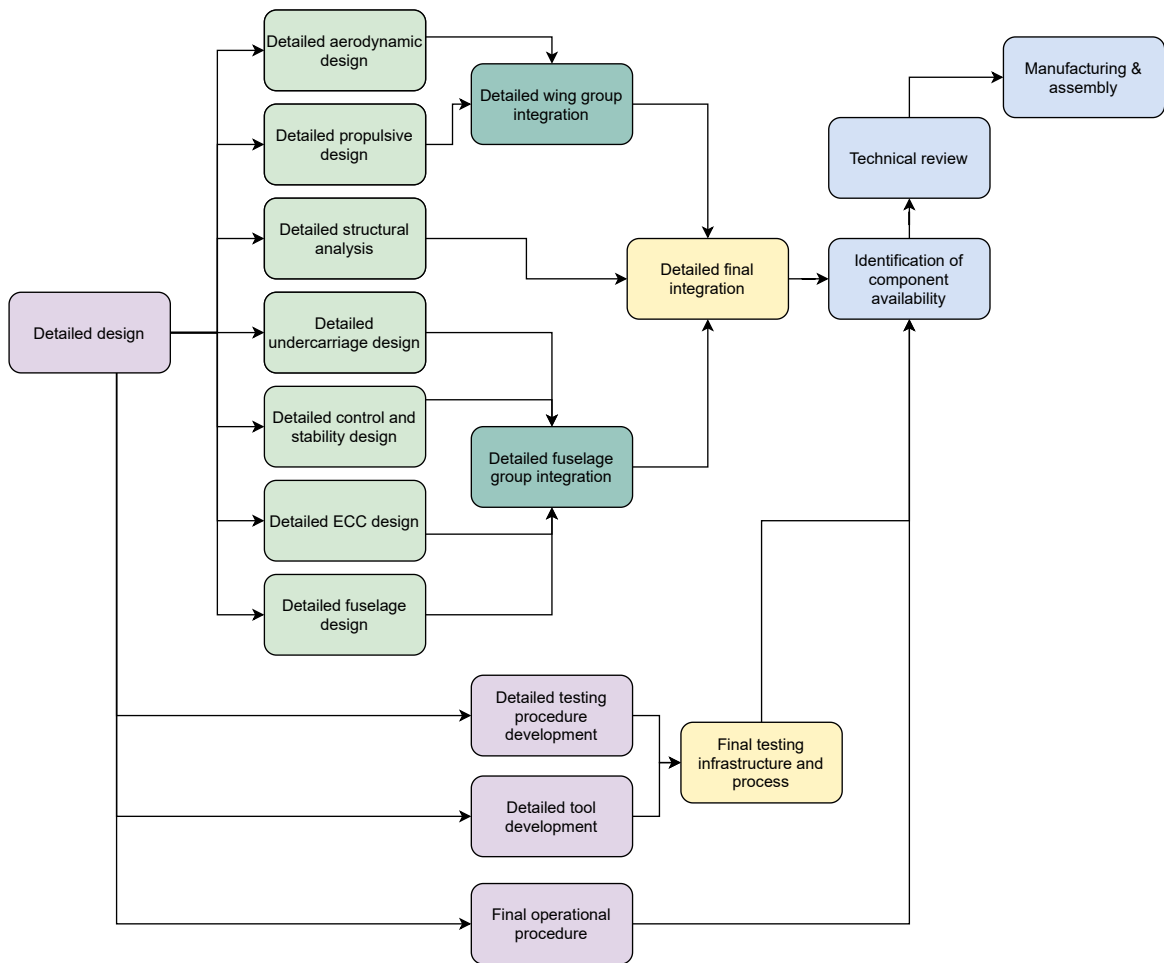 Detailed aerodynamic
design
Detailed wing group
integration
Manufacturing &
assembly
Detailed propulsive
design
Technical review
Detailed structural
analysis
Detailed final
integration
Identification of
component
availability
Detailed design
Detailed
undercarriage design
Detailed control and
stability design
Detailed fuselage
group integration
Detailed ECC design
Detailed fuselage
design
Detailed testing
procedure
development
Final testing
infrastructure and
process
Detailed tool
development
Final operational
procedure